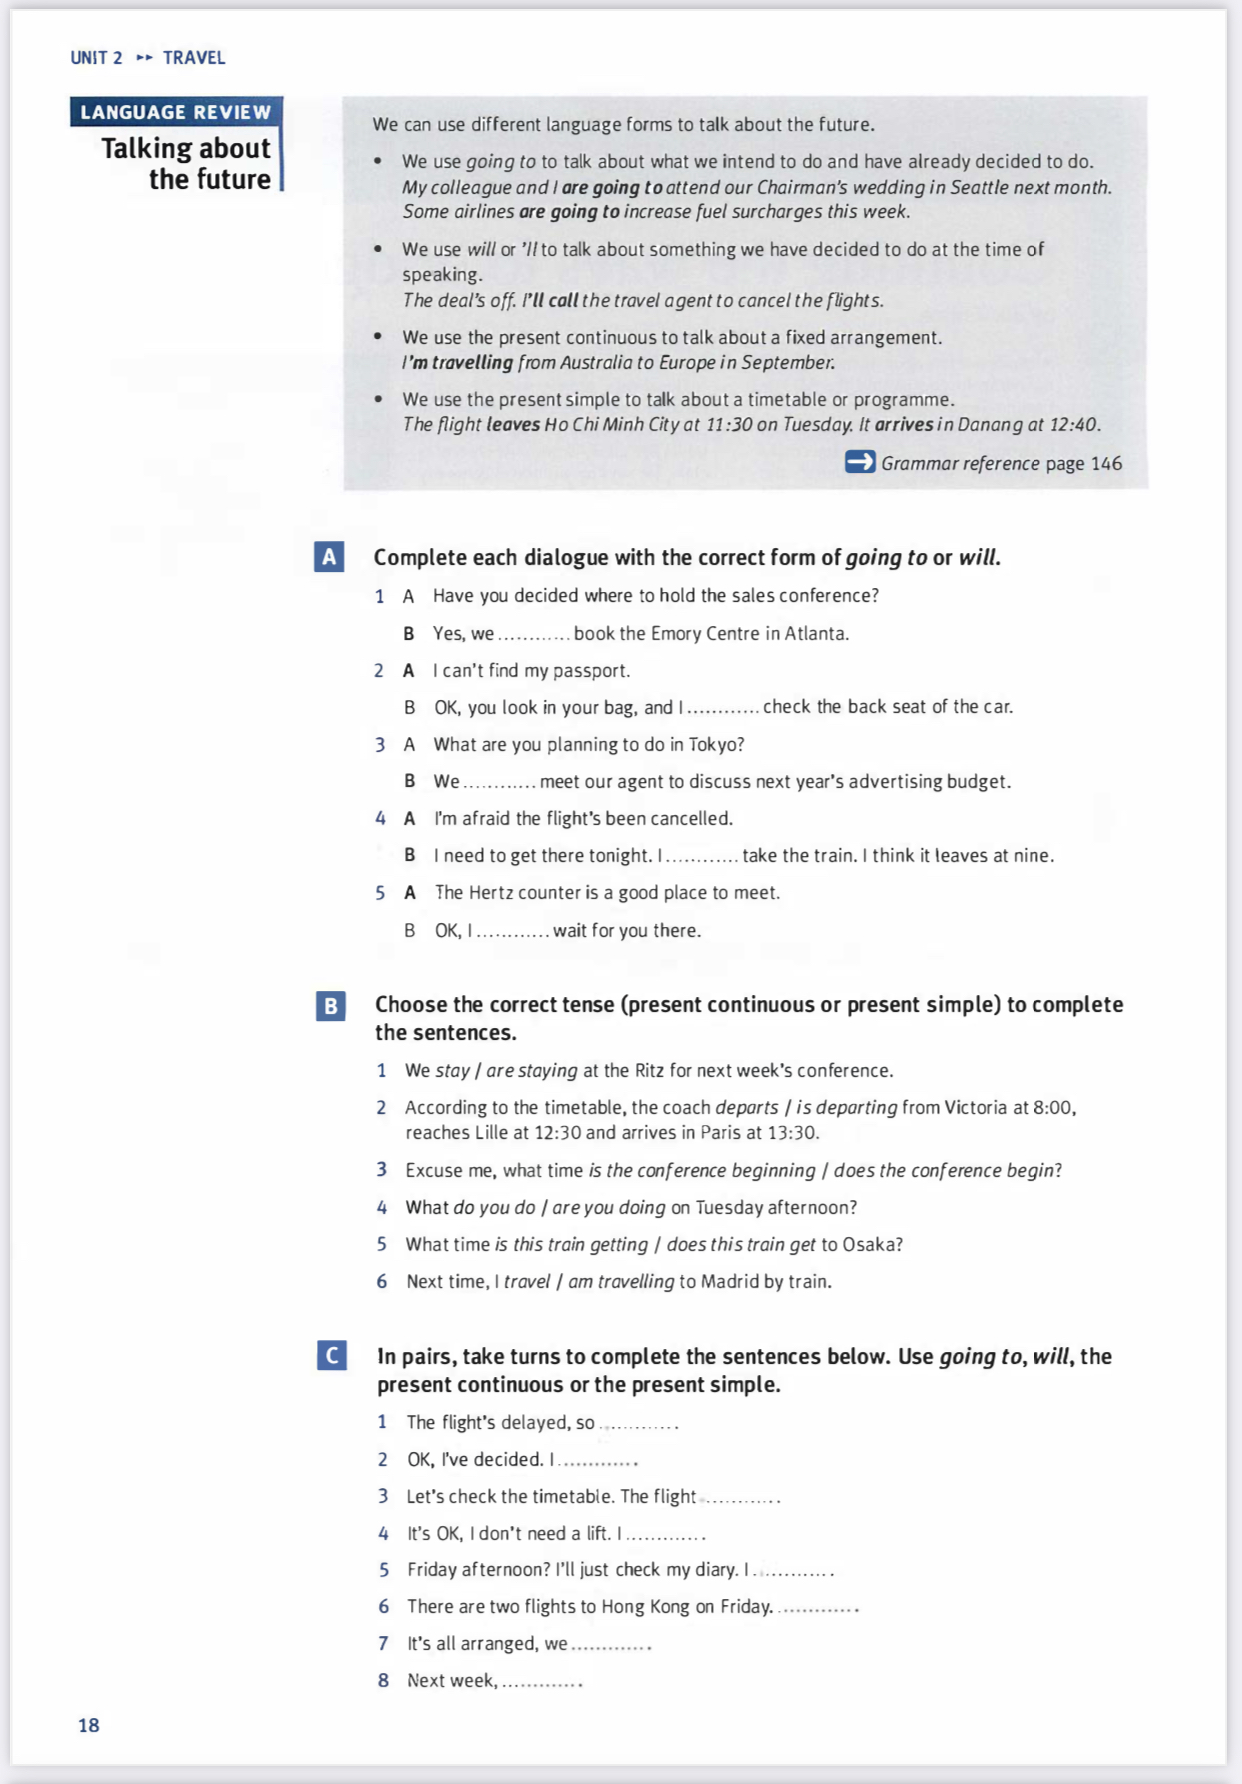 UNIT 2 ►► TRAVEL
LANGUAGE REVIEW
Talking about
the future
We can use different language forms to talk about the future.
• We use going to to talk about what we intend to do and have already decided to do.
My colleague and I are going to attend our Chairman's wedding in Seattle next month.
Some airlines are going to increase fuel surcharges this week.
• We use will or 'll to talk about something we have decided to do at the time of
speaking.
The deal's off. I'll call the travel agent to cancel the flights.
• We use the present continuous to talk about a fixed arrangement.
I'm travelling from Australia to Europe in September.
• We use the present simple to talk about a timetable or programme.
The flight leaves Ho Chi Minh City at 11:30 on Tuesday. It arrives in Danang at 12:40.
Grammar reference page 146
A Complete each dialogue with the correct form of going to or will.
1 A Have you decided where to hold the sales conference?
B Yes, we ............ book the Emory Centre in Atlanta.
2 A I can't find my passport.
B OK, you look in your bag, and I ............ check the back seat of the car.
3 A What are you planning to do in Tokyo?
B We ............ meet our agent to discuss next year's advertising budget.
4 A I'm afraid the flight's been cancelled.
B I need to get there tonight. I ............ take the train. I think it leaves at nine.
5 A The Hertz counter is a good place to meet.
B OK, I ............ wait for you there.
B Choose the correct tense (present continuous or present simple) to complete
the sentences.
1 We stay / are staying at the Ritz for next week's conference.
2 According to the timetable, the coach departs / is departing from Victoria at 8:00,
reaches Lille at 12:30 and arrives in Paris at 13:30.
3 Excuse me, what time is the conference beginning / does the conference begin?
4 What do you do / are you doing on Tuesday afternoon?
5 What time is this train getting / does this train get to Osaka?
6 Next time, I travel / am travelling to Madrid by train.
C In pairs, take turns to complete the sentences below. Use going to, will, the
present continuous or the present simple.
1 The flight's delayed, so ............ .
2 OK, I've decided. I ............ .
3 Let's check the timetable. The flight ............ .
4 It's OK, I don't need a lift. I ............ .
5 Friday afternoon? I'll just check my diary. I ............ .
6 There are two flights to Hong Kong on Friday. ............ .
7 It's all arranged, we ............ .
8 Next week, ............ .
18